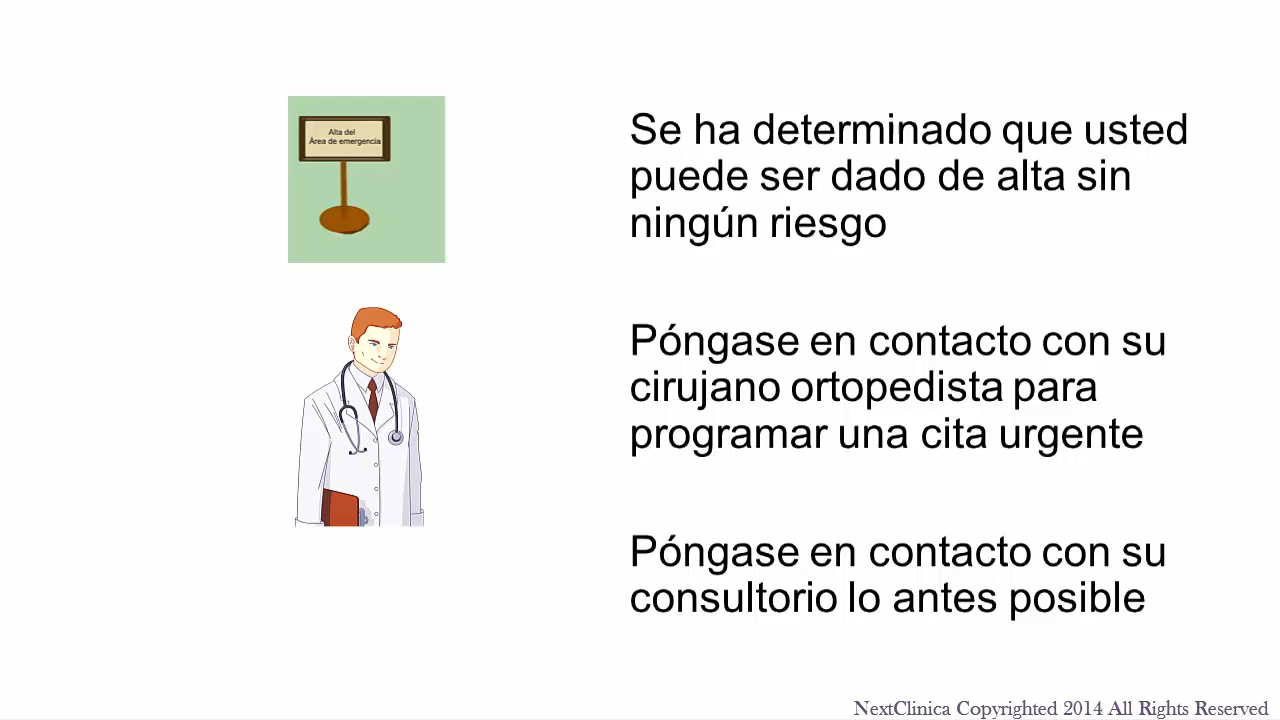 Alta del
Área de emergencia
Se ha determinado que usted
puede ser dado de alta sin
ningún riesgo
Póngase en contacto con su
cirujano ortopedista para
programar una cita urgente
Póngase en contacto con su
consultorio lo antes posible
NextClinica Copyrighted 2014 All Rights Reserved